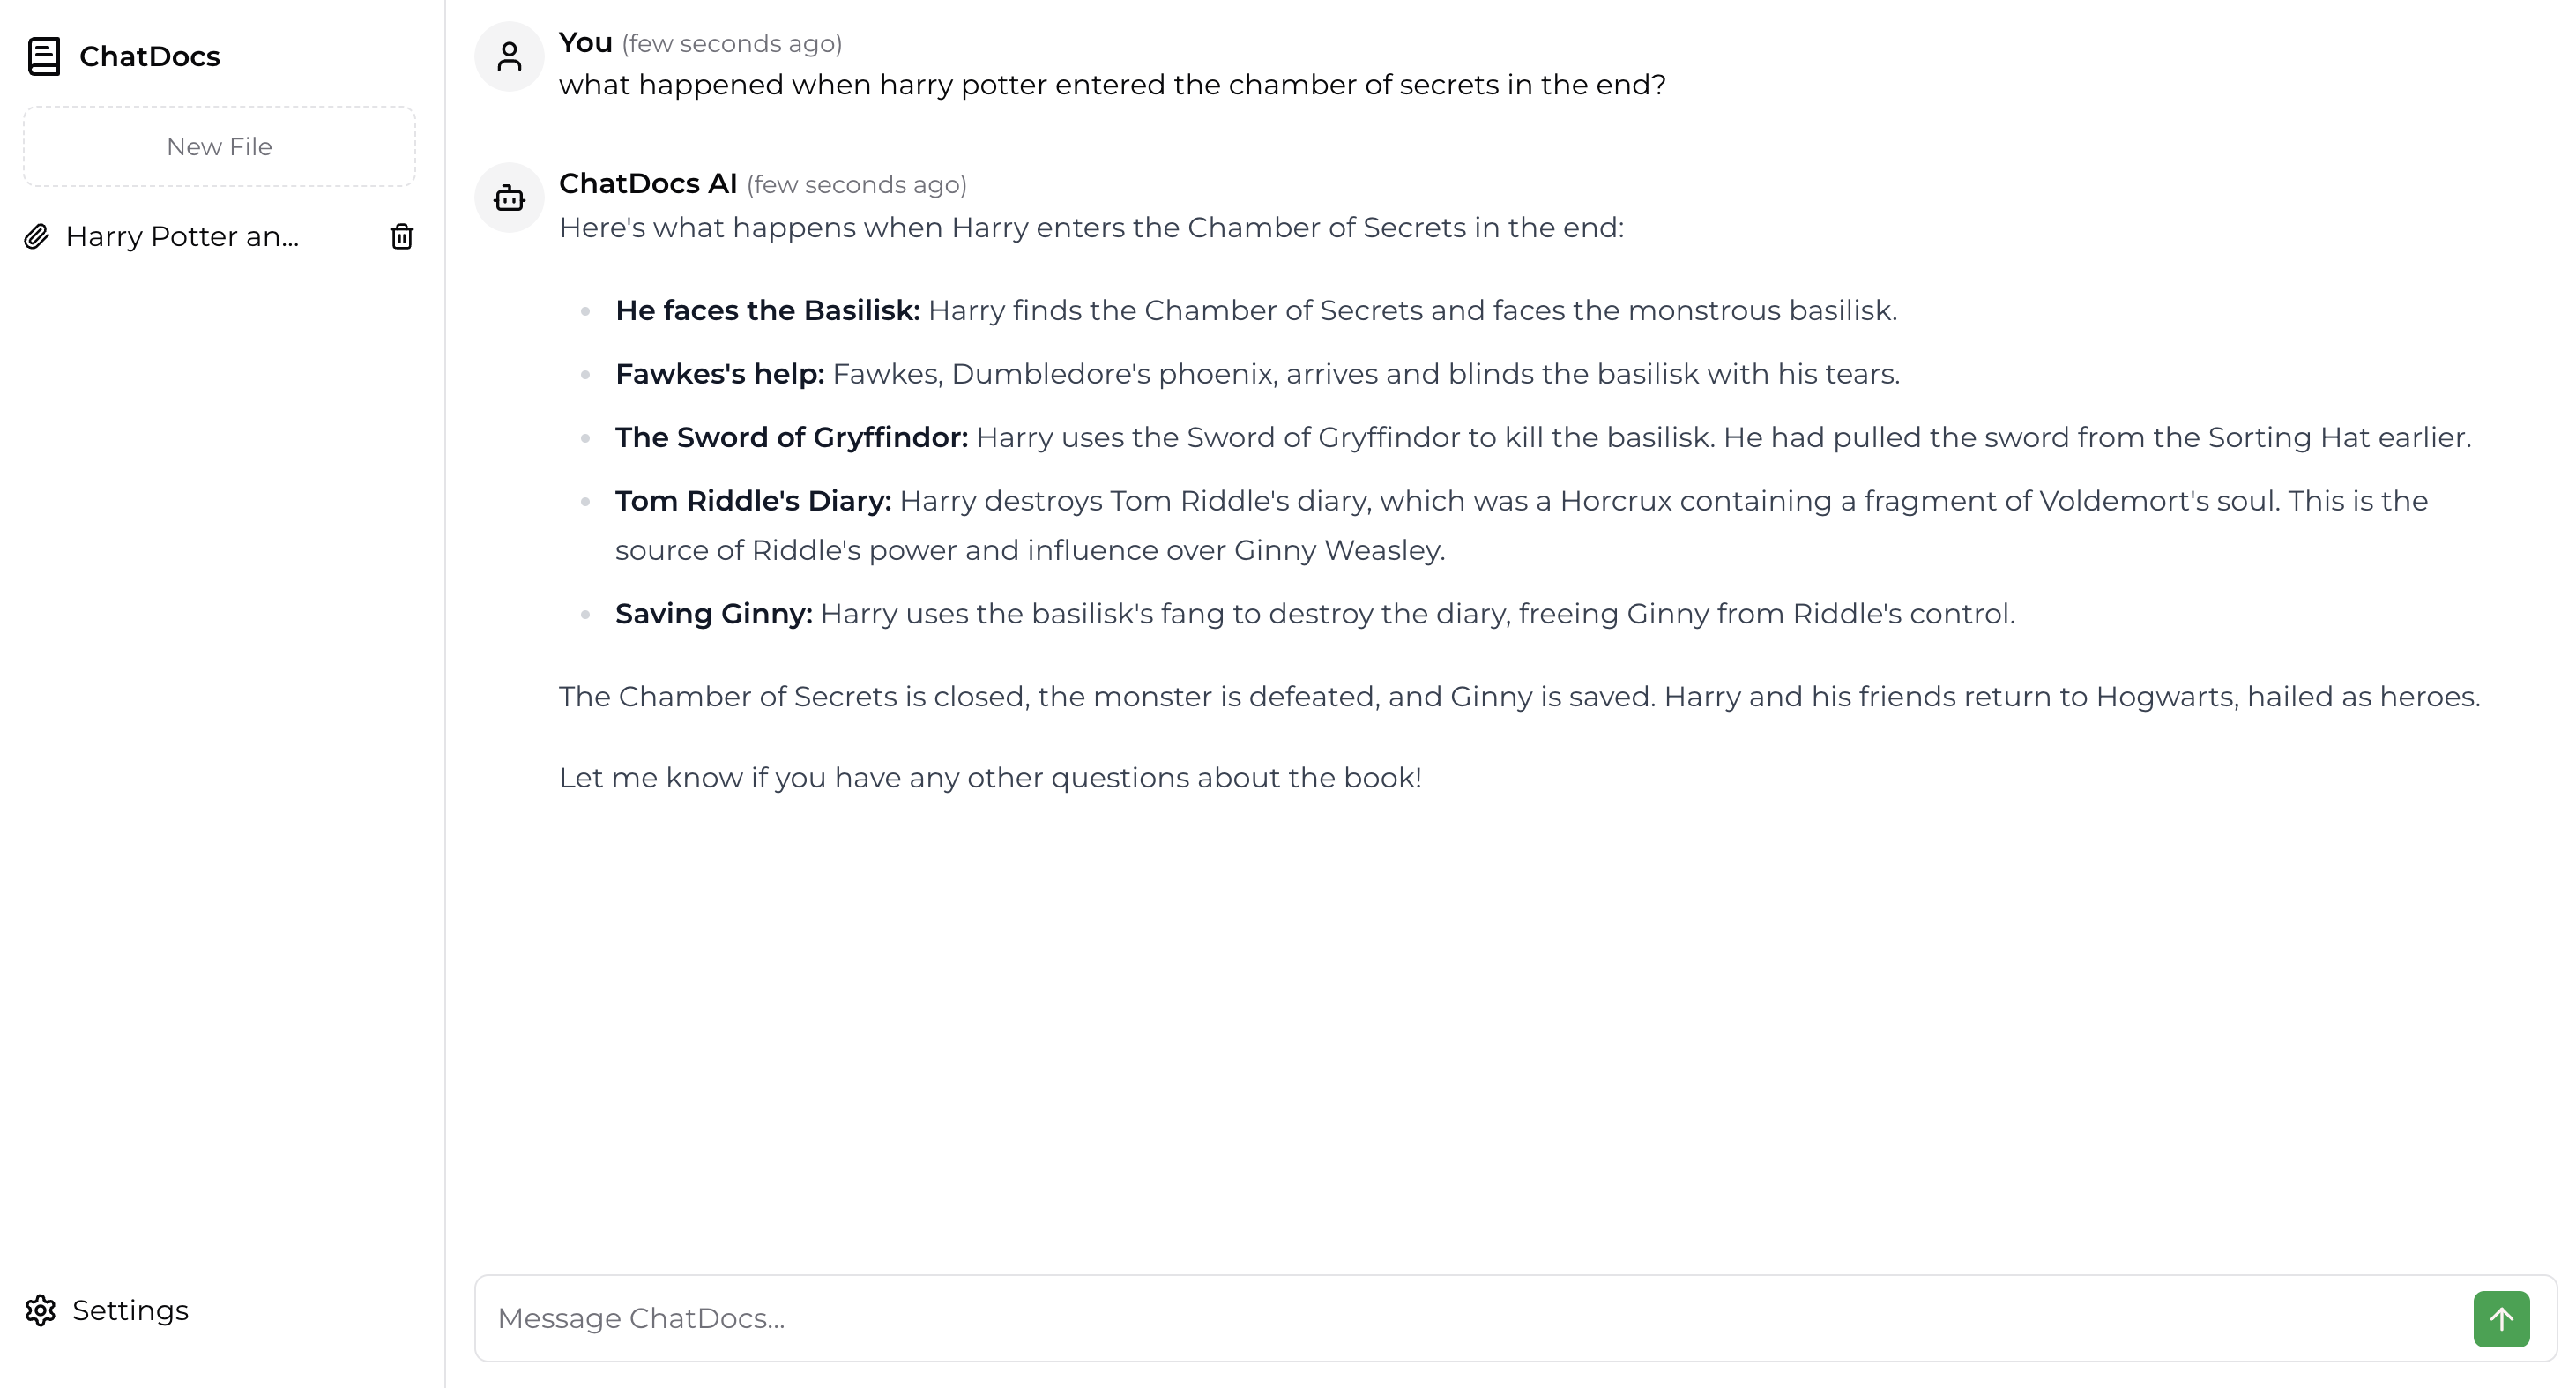 ChatDocs
New File
Harry Potter an...
Settings
You (few seconds ago)
what happened when harry potter entered the chamber of secrets in the end?
ChatDocs AI (few seconds ago)
Here's what happens when Harry enters the Chamber of Secrets in the end:
He faces the Basilisk: Harry finds the Chamber of Secrets and faces the monstrous basilisk.
Fawkes's help: Fawkes, Dumbledore's phoenix, arrives and blinds the basilisk with his tears.
The Sword of Gryffindor: Harry uses the Sword of Gryffindor to kill the basilisk. He had pulled the sword from the Sorting Hat earlier.
Tom Riddle's Diary: Harry destroys Tom Riddle's diary, which was a Horcrux containing a fragment of Voldemort's soul. This is the
source of Riddle's power and influence over Ginny Weasley.
Saving Ginny: Harry uses the basilisk's fang to destroy the diary, freeing Ginny from Riddle's control.
The Chamber of Secrets is closed, the monster is defeated, and Ginny is saved. Harry and his friends return to Hogwarts, hailed as heroes.
Let me know if you have any other questions about the book!
Message ChatDocs...